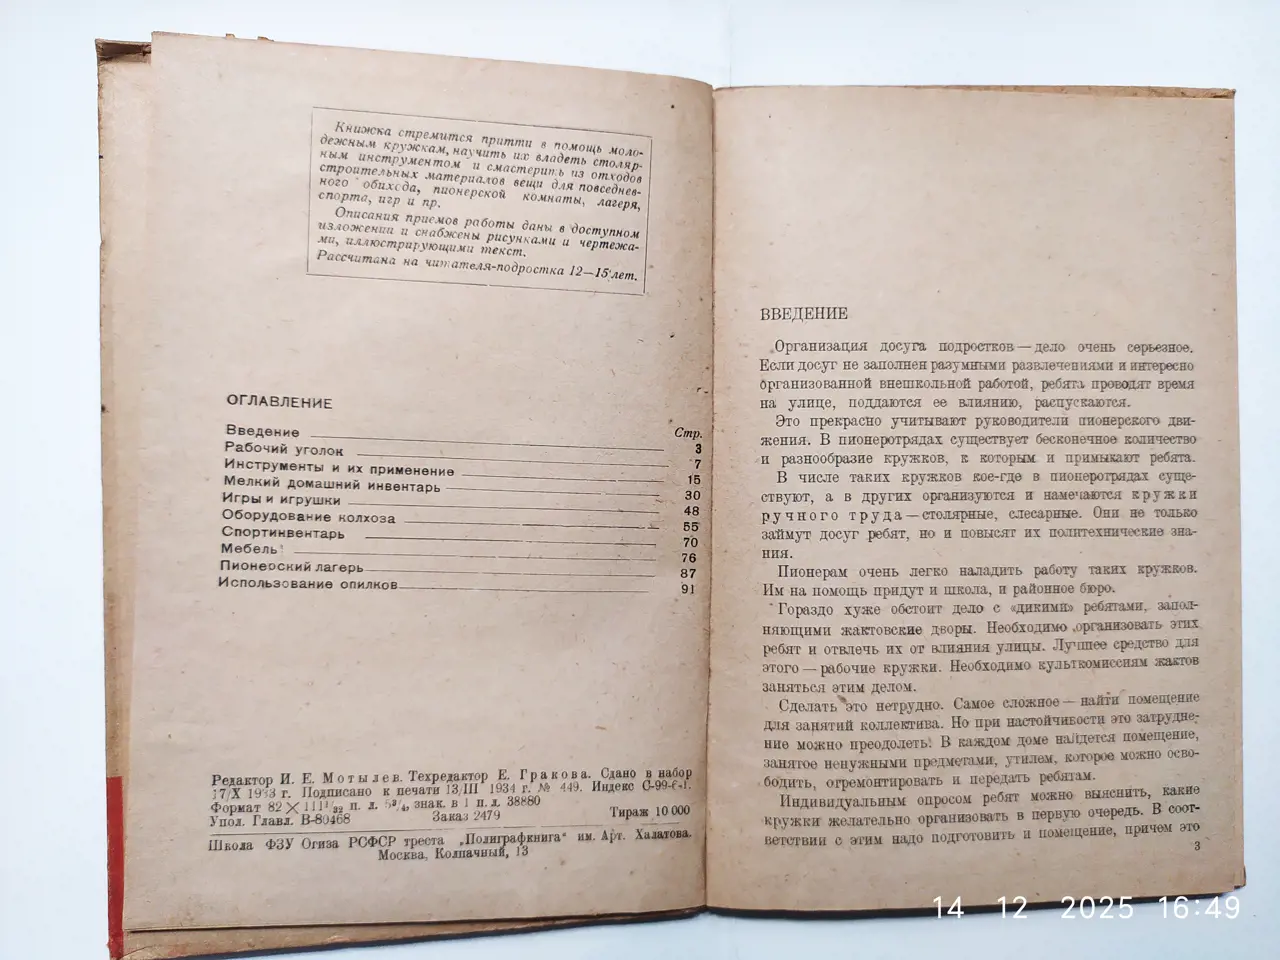 Книжка стремится притти в помощь моло-
дежным кружкам, научить их владеть столяр-
ным инструментом и смастерить из отходов
строительных материалов вещи для повседнев-
ного обихода, пионерской комнаты, лагеря,
спорта, игр и пр.
Описания приемов работы даны в доступном
изложении и снабжены рисунками и чертежа-
ми, иллюстрирующими текст.
Рассчитана на читателя-подростка 12—15 лет.
ОГЛАВЛЕНИЕ
Стр.
Введение 3
Рабочий уголок 7
Инструменты и их применение 15
Мелкий домашний инвентарь 30
Игры и игрушки 48
Оборудование колхоза 55
Спортинвентарь 70
Мебель 76
Пионерский лагерь 87
Использование опилков 91
Редактор И. Е. Мотылев. Техредактор Е. Гракова. Сдано в набор
17/X 1933 г. Подписано к печати 13/III 1934 г. № 449. Индекс С-99-6-1.
Формат 82 × 111 1/32 п. л. 5 3/4, знак. в 1 п. л. 38880
Упол. Главл. В-80468 Заказ 2479 Тираж 10 000
Школа ФЗУ Огиза РСФСР треста „Полиграфкнига“ им. Арт. Халатова.
Москва, Колпачный, 13
ВВЕДЕНИЕ
Организация досуга подростков — дело очень серьезное.
Если досуг не заполнен разумными развлечениями и интересно
организованной внешкольной работой, ребята проводят время
на улице, поддаются ее влиянию, распускаются.
Это прекрасно учитывают руководители пионерского дви-
жения. В пионеротрядах существует бесконечное количество
и разнообразие кружков, к которым и примыкают ребята.
В числе таких кружков кое-где в пионеротрядах суще-
ствуют, а в других организуются и намечаются кружки
ручного труда — столярные, слесарные. Они не только
займут досуг ребят, но и повысят их политехнические зна-
ния.
Пионерам очень легко наладить работу таких кружков.
Им на помощь придут и школа, и районное бюро.
Гораздо хуже обстоит дело с «дикими» ребятами, запол-
няющими жактовские дворы. Необходимо организовать этих
ребят и отвлечь их от влияния улицы. Лучшее средство для
этого — рабочие кружки. Необходимо культкомиссиям жактов
заняться этим делом.
Сделать это нетрудно. Самое сложное — найти помещение
для занятий коллектива. Но при настойчивости это затрудне-
ние можно преодолеть. В каждом доме найдется помещение,
занятое ненужными предметами, утилем, которое можно осво-
бодить, отремонтировать и передать ребятам.
Индивидуальным опросом ребят можно выяснить, какие
кружки желательно организовать в первую очередь. В соот-
ветствии с этим надо подготовить и помещение, причем это
3
14 12 2025 16:49